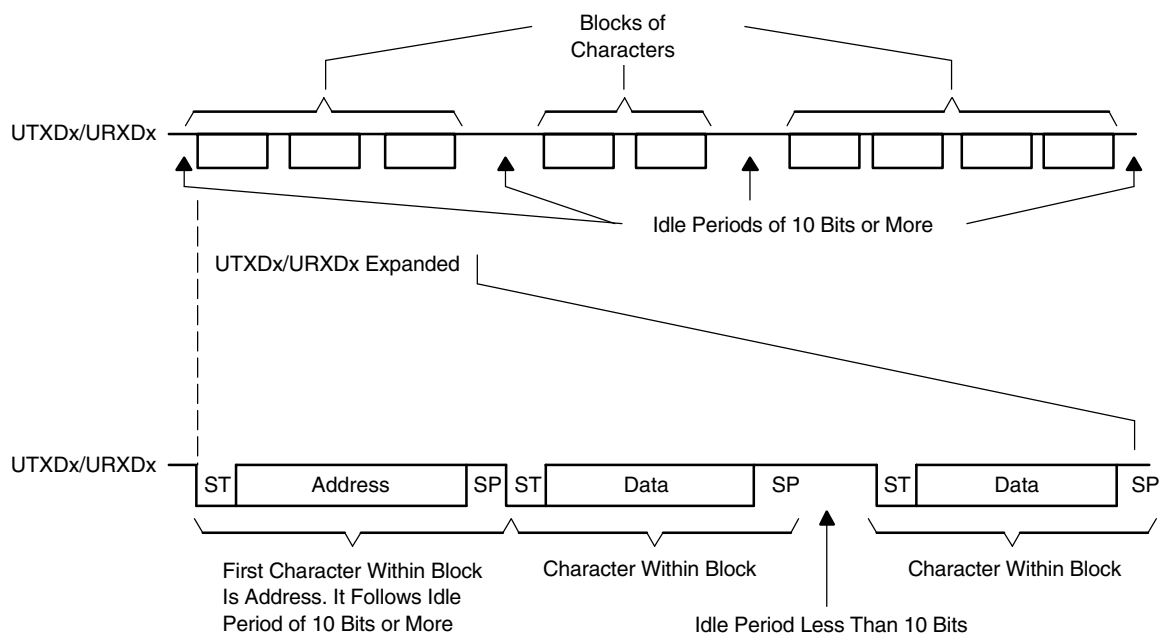 Blocks of
Characters
UTXDx/URXDx
Idle Periods of 10 Bits or More
UTXDx/URXDx Expanded
UTXDx/URXDx
ST Address SP ST Data SP ST Data SP
First Character Within Block
Is Address. It Follows Idle
Period of 10 Bits or More
Character Within Block
Character Within Block
Idle Period Less Than 10 Bits